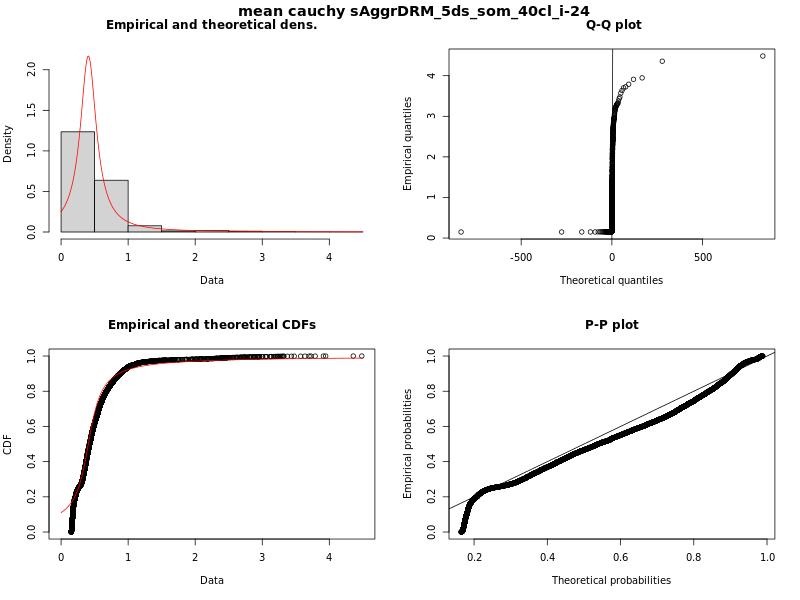 mean cauchy sAggrDRM_5ds_som_40cl_i-24
Empirical and theoretical dens.
Density
0.0 0.5 1.0 1.5 2.0
0 1 2 3 4
Data
Q-Q plot
Empirical quantiles
0 1 2 3 4
-500 0 500
Theoretical quantiles
Empirical and theoretical CDFs
CDF
0.0 0.2 0.4 0.6 0.8 1.0
0 1 2 3 4
Data
P-P plot
Empirical probabilities
0.0 0.2 0.4 0.6 0.8 1.0
0.2 0.4 0.6 0.8 1.0
Theoretical probabilities